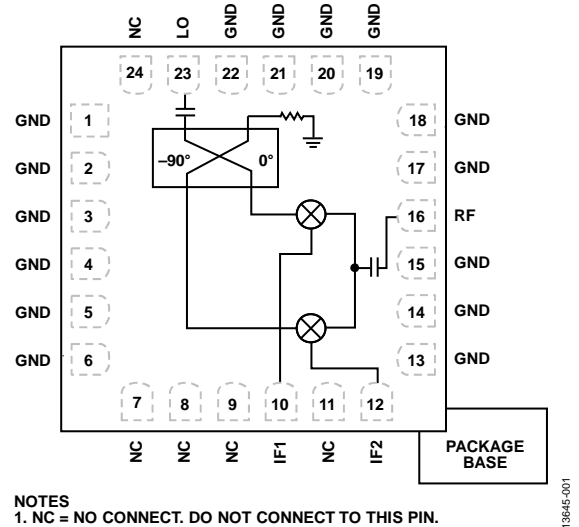 NC LO GND GND GND GND
24 23 22 21 20 19
GND 1 18 GND
–90° 0°
GND 2 17 GND
GND 3 16 RF
GND 4 15 GND
GND 5 14 GND
GND 6 13 GND
7 8 9 10 11 12
NC NC NC IF1 NC IF2
PACKAGE
BASE
NOTES
1. NC = NO CONNECT. DO NOT CONNECT TO THIS PIN.
13645-001